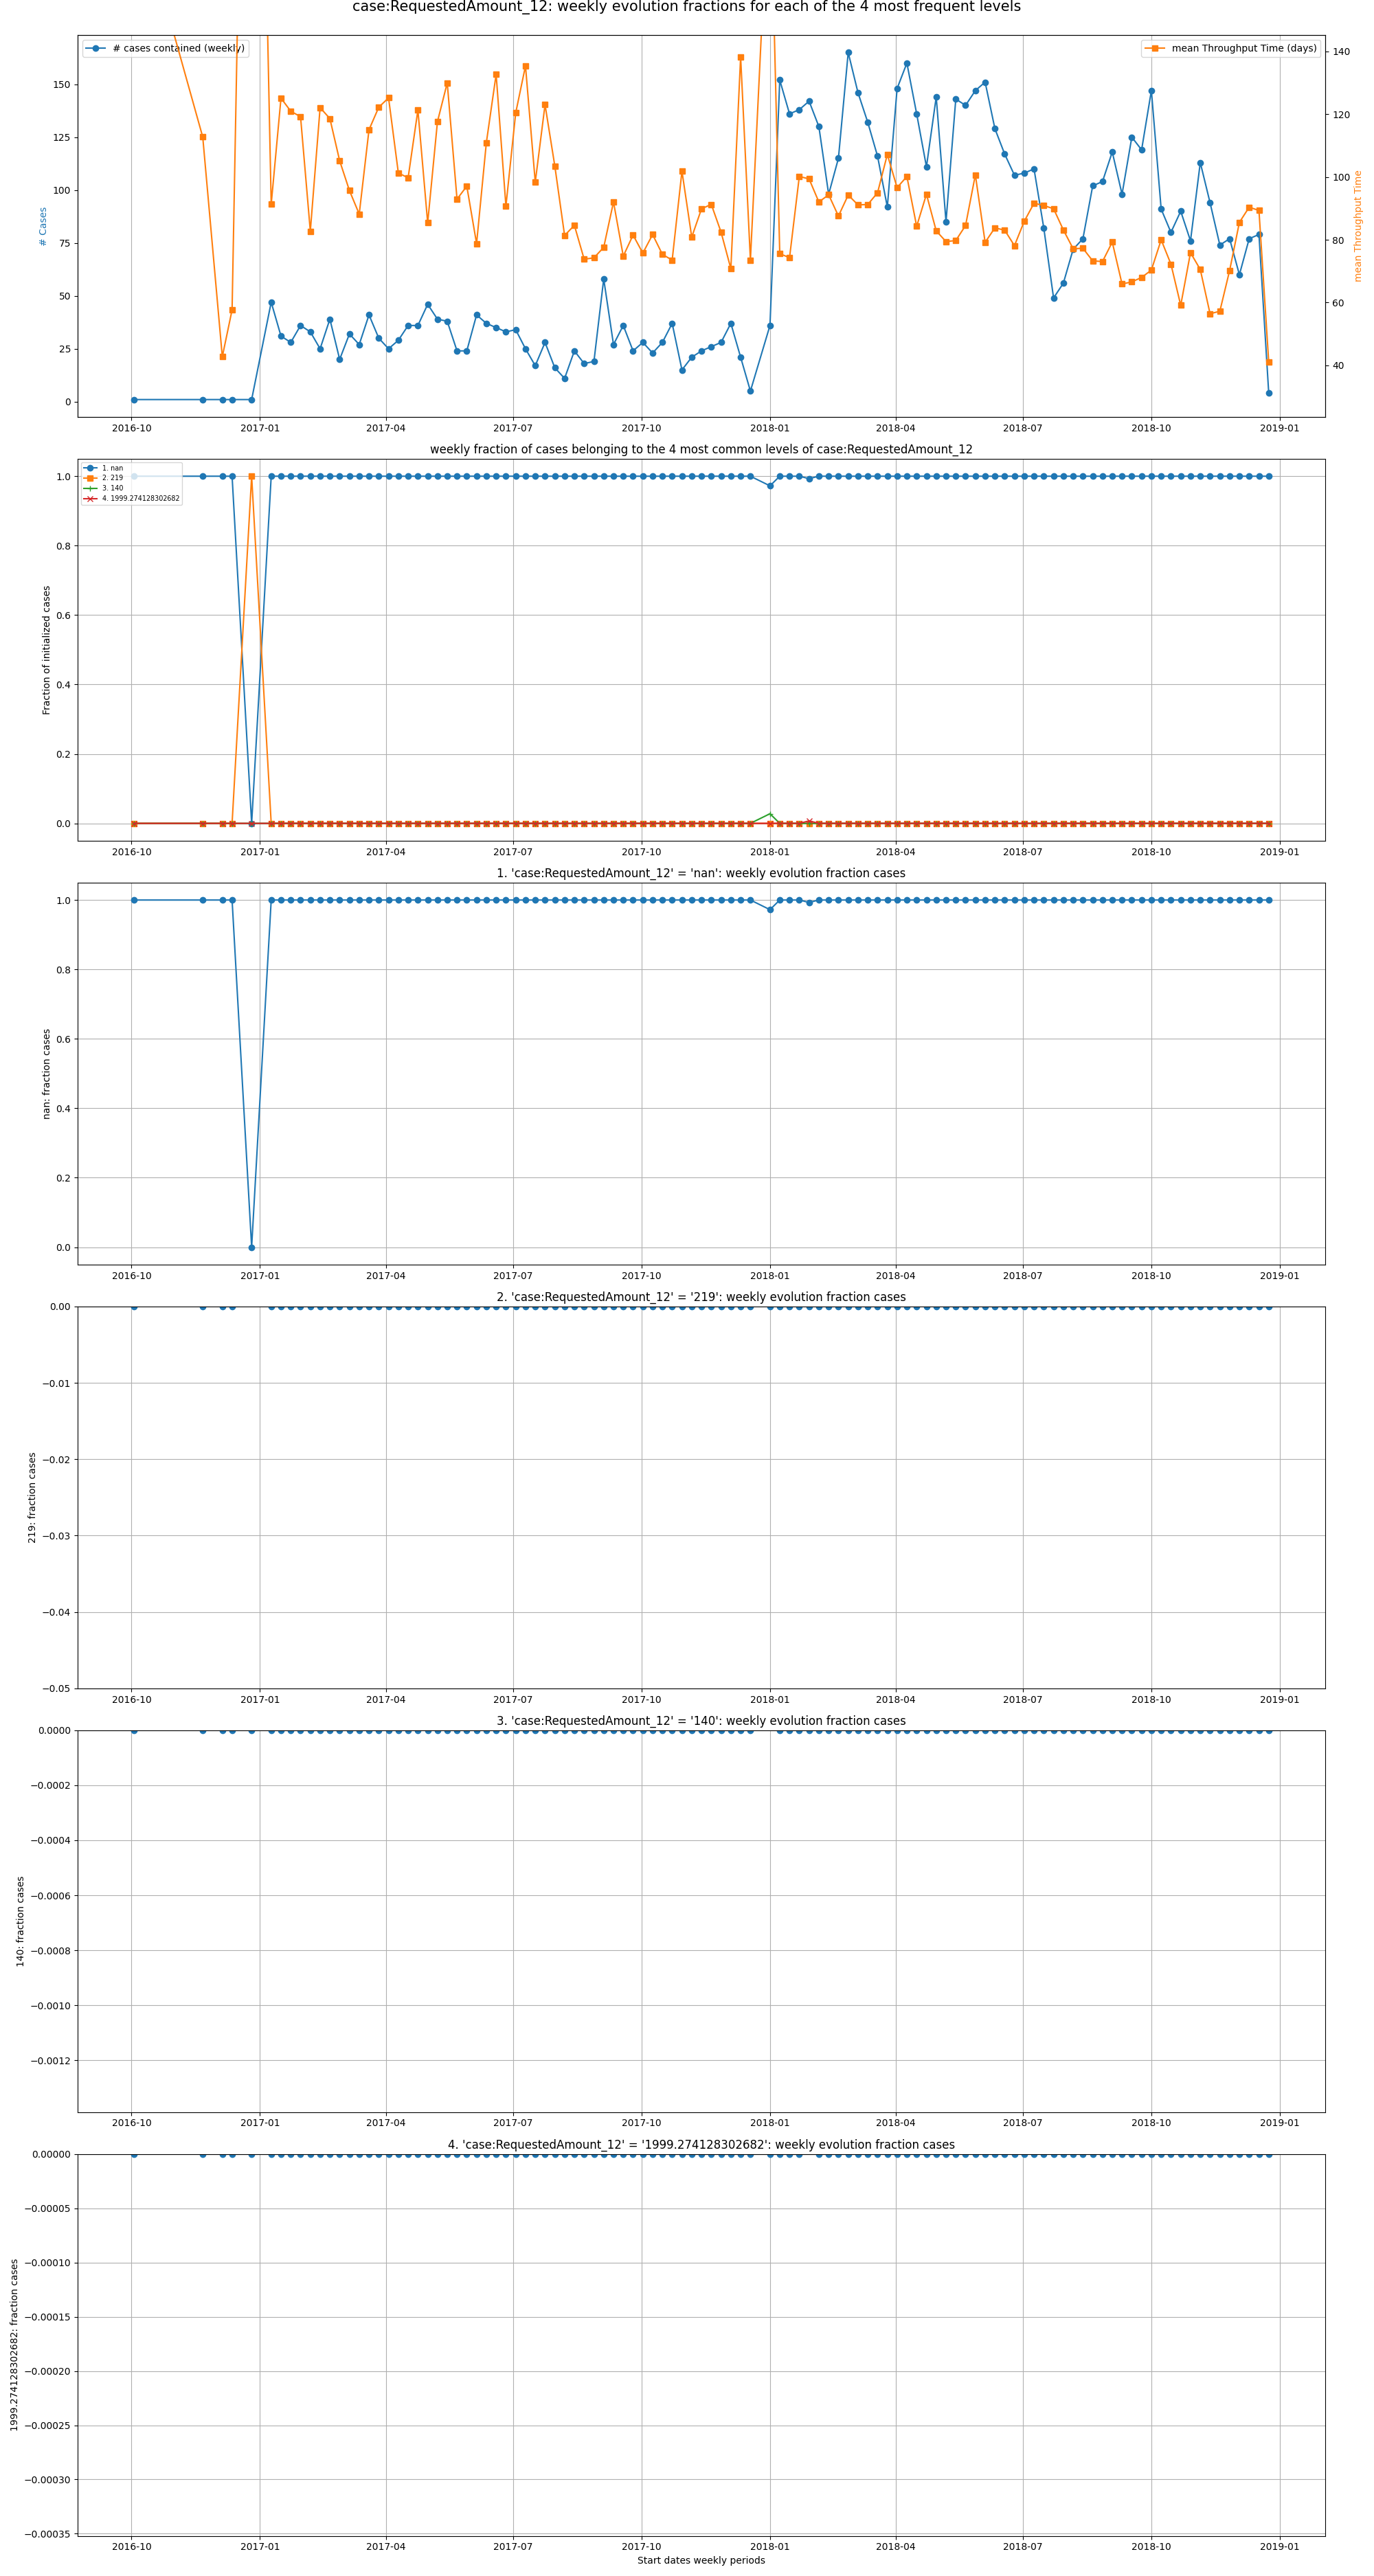 case:RequestedAmount_12: weekly evolution fractions for each of the 4 most frequent levels
# cases contained (weekly)
mean Throughput Time (days)
# Cases
mean Throughput Time
150
125
100
75
50
25
0
140
120
100
80
60
40
2016-10 2017-01 2017-04 2017-07 2017-10 2018-01 2018-04 2018-07 2018-10 2019-01
weekly fraction of cases belonging to the 4 most common levels of case:RequestedAmount_12
1. nan
2. 219
3. 140
4. 1999.274128302682
Fraction of initialized cases
1.0
0.8
0.6
0.4
0.2
0.0
2016-10 2017-01 2017-04 2017-07 2017-10 2018-01 2018-04 2018-07 2018-10 2019-01
1. 'case:RequestedAmount_12' = 'nan': weekly evolution fraction cases
nan: fraction cases
1.0
0.8
0.6
0.4
0.2
0.0
2016-10 2017-01 2017-04 2017-07 2017-10 2018-01 2018-04 2018-07 2018-10 2019-01
2. 'case:RequestedAmount_12' = '219': weekly evolution fraction cases
219: fraction cases
0.00
−0.01
−0.02
−0.03
−0.04
−0.05
2016-10 2017-01 2017-04 2017-07 2017-10 2018-01 2018-04 2018-07 2018-10 2019-01
3. 'case:RequestedAmount_12' = '140': weekly evolution fraction cases
140: fraction cases
0.0000
−0.0002
−0.0004
−0.0006
−0.0008
−0.0010
−0.0012
2016-10 2017-01 2017-04 2017-07 2017-10 2018-01 2018-04 2018-07 2018-10 2019-01
4. 'case:RequestedAmount_12' = '1999.274128302682': weekly evolution fraction cases
1999.274128302682: fraction cases
0.00000
−0.00005
−0.00010
−0.00015
−0.00020
−0.00025
−0.00030
−0.00035
2016-10 2017-01 2017-04 2017-07 2017-10 2018-01 2018-04 2018-07 2018-10 2019-01
Start dates weekly periods